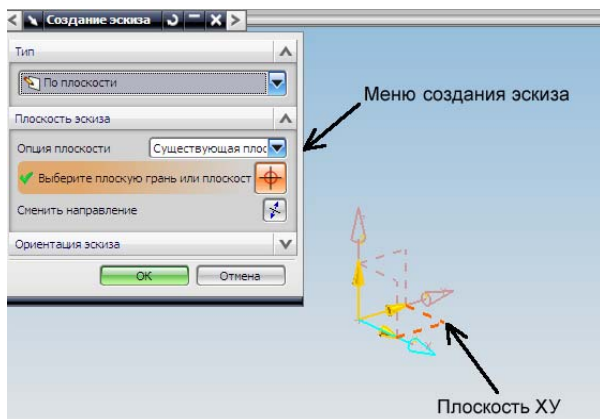 Создание эскиза
Тип
По плоскости
Плоскость эскиза
Опция плоскости
Существующая плос
Выберите плоскую грань или плоскост
Сменить направление
Ориентация эскиза
ОК
Отмена
Меню создания эскиза
Плоскость ХУ